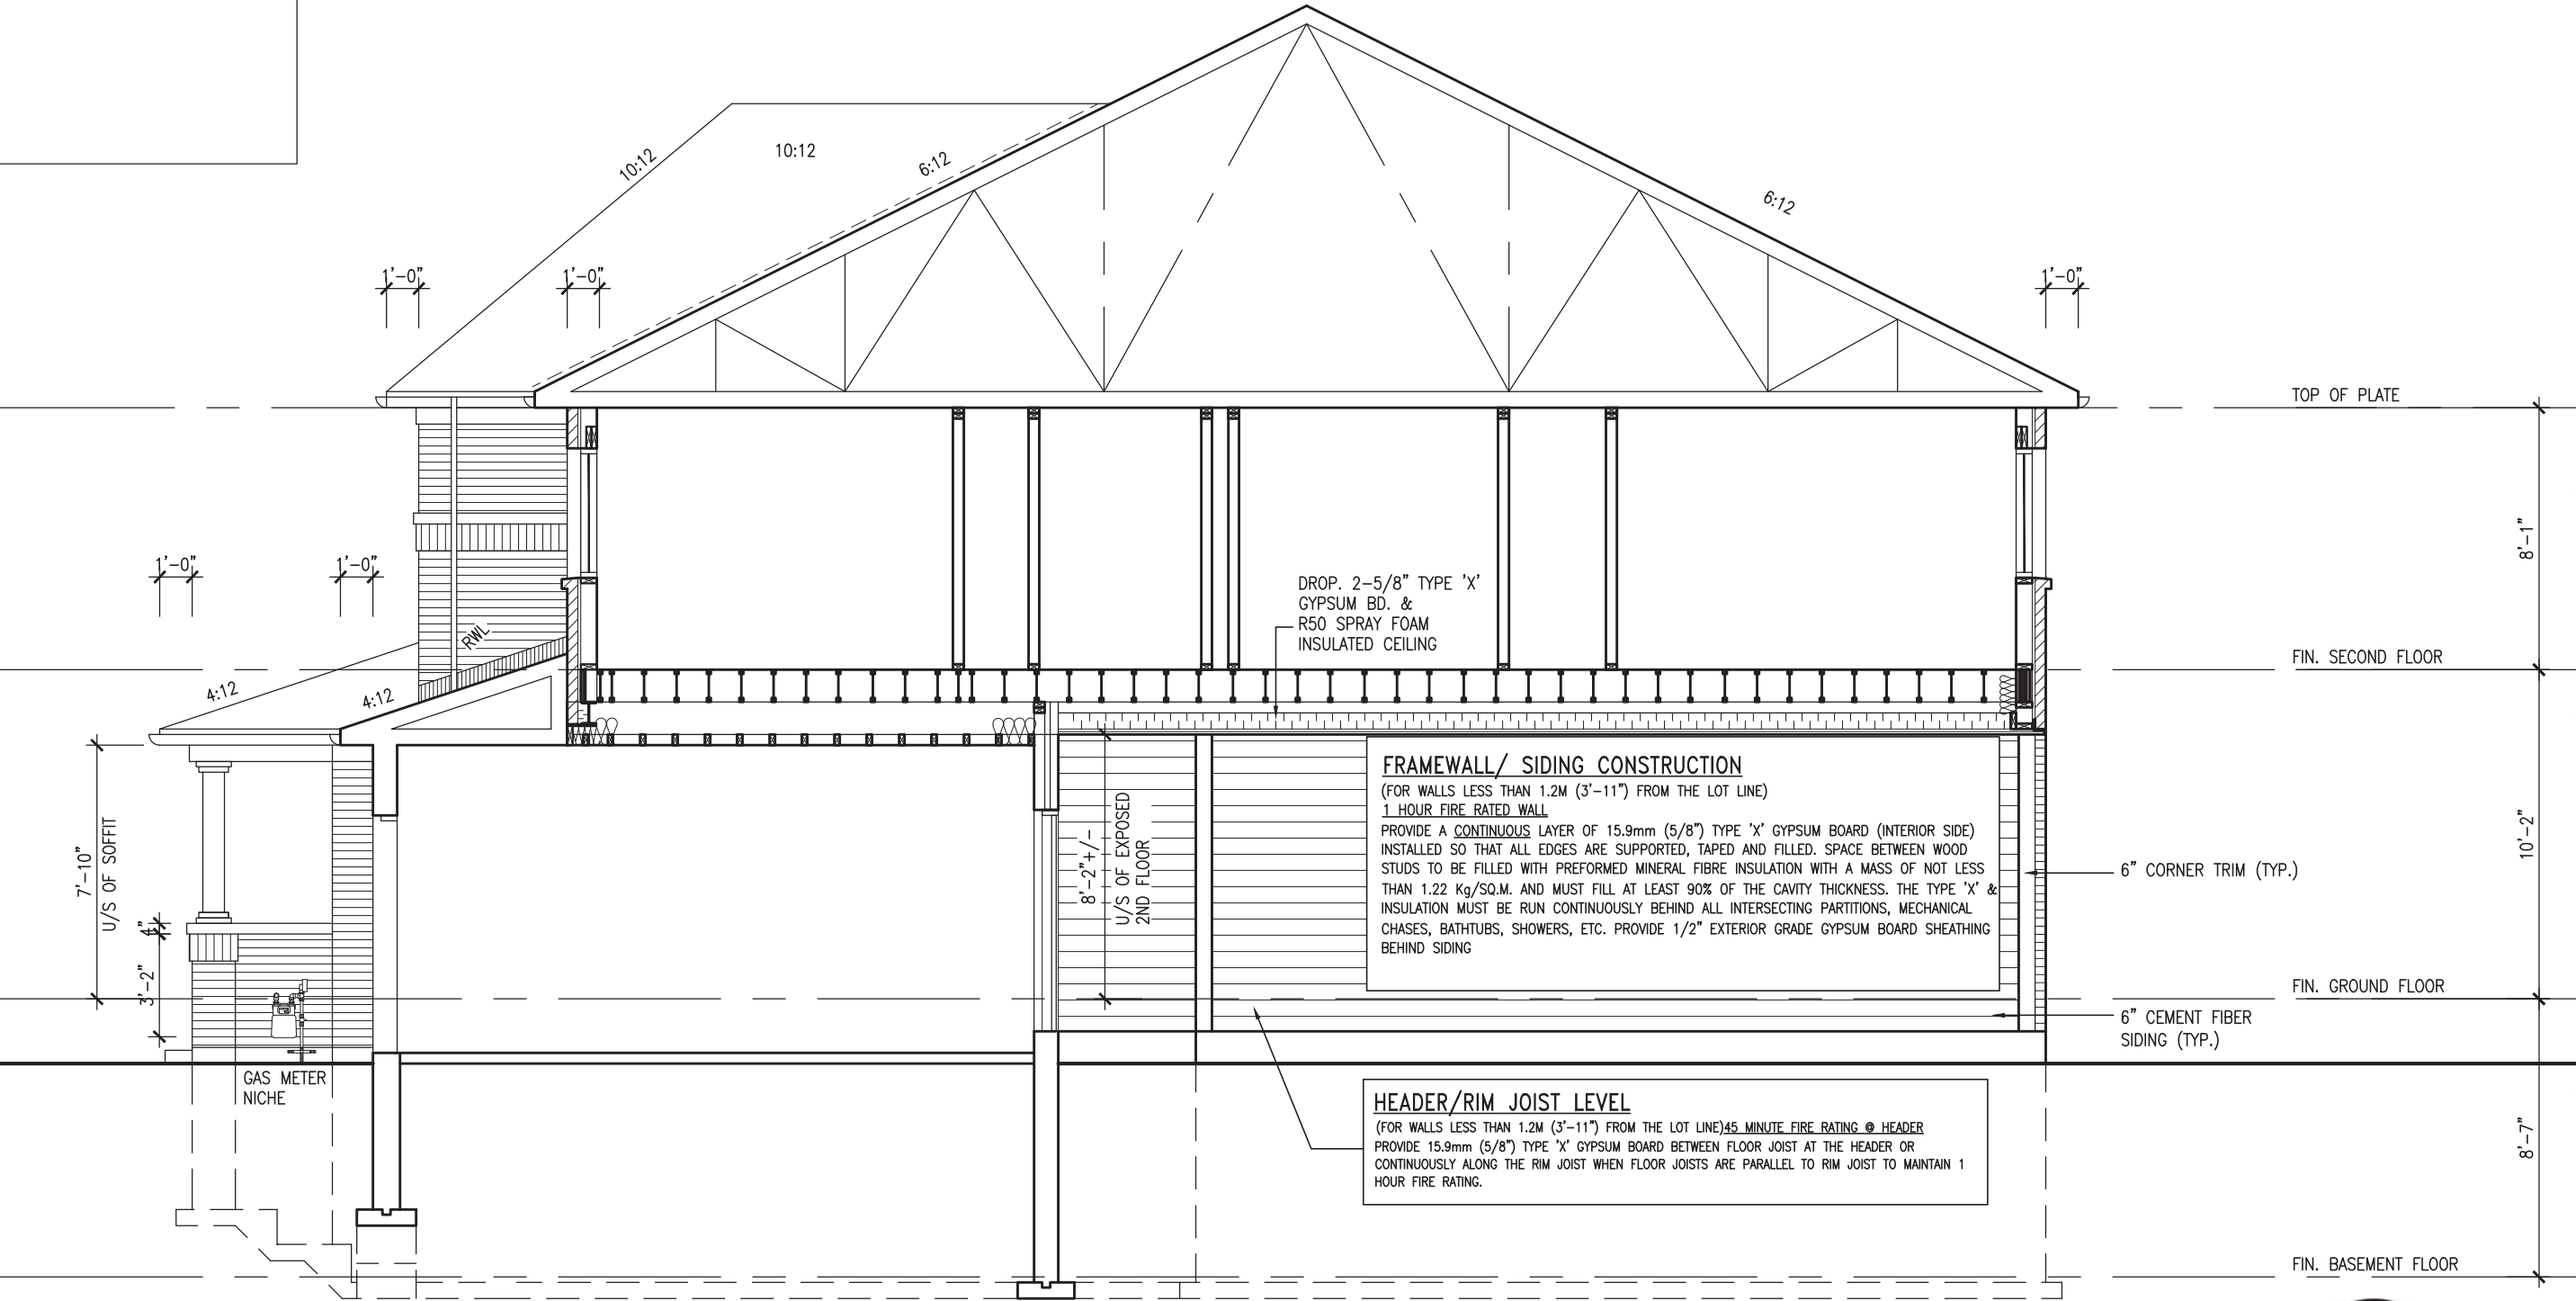 10:12
10:12
6:12
6:12
1'-0"
1'-0"
1'-0"
TOP OF PLATE
8'-1"
1'-0"
1'-0"
DROP. 2-5/8" TYPE 'X'
GYPSUM BD. &
R50 SPRAY FOAM
INSULATED CEILING
RWL
FIN. SECOND FLOOR
4:12
4:12
FRAMEWALL/ SIDING CONSTRUCTION
(FOR WALLS LESS THAN 1.2M (3'-11") FROM THE LOT LINE)
1 HOUR FIRE RATED WALL
PROVIDE A CONTINUOUS LAYER OF 15.9mm (5/8") TYPE 'X' GYPSUM BOARD (INTERIOR SIDE)
INSTALLED SO THAT ALL EDGES ARE SUPPORTED, TAPED AND FILLED. SPACE BETWEEN WOOD
STUDS TO BE FILLED WITH PREFORMED MINERAL FIBRE INSULATION WITH A MASS OF NOT LESS
THAN 1.22 Kg/SQ.M. AND MUST FILL AT LEAST 90% OF THE CAVITY THICKNESS. THE TYPE 'X' &
INSULATION MUST BE RUN CONTINUOUSLY BEHIND ALL INTERSECTING PARTITIONS, MECHANICAL
CHASES, BATHTUBS, SHOWERS, ETC. PROVIDE 1/2" EXTERIOR GRADE GYPSUM BOARD SHEATHING
BEHIND SIDING
7'-10"
U/S OF SOFFIT
4"
3'-2"
8'-2"+/-
U/S OF EXPOSED
2ND FLOOR
10'-2"
6" CORNER TRIM (TYP.)
FIN. GROUND FLOOR
6" CEMENT FIBER
SIDING (TYP.)
GAS METER
NICHE
HEADER/RIM JOIST LEVEL
(FOR WALLS LESS THAN 1.2M (3'-11") FROM THE LOT LINE)45 MINUTE FIRE RATING @ HEADER
PROVIDE 15.9mm (5/8") TYPE 'X' GYPSUM BOARD BETWEEN FLOOR JOIST AT THE HEADER OR
CONTINUOUSLY ALONG THE RIM JOIST WHEN FLOOR JOISTS ARE PARALLEL TO RIM JOIST TO MAINTAIN 1
HOUR FIRE RATING.
8'-7"
FIN. BASEMENT FLOOR